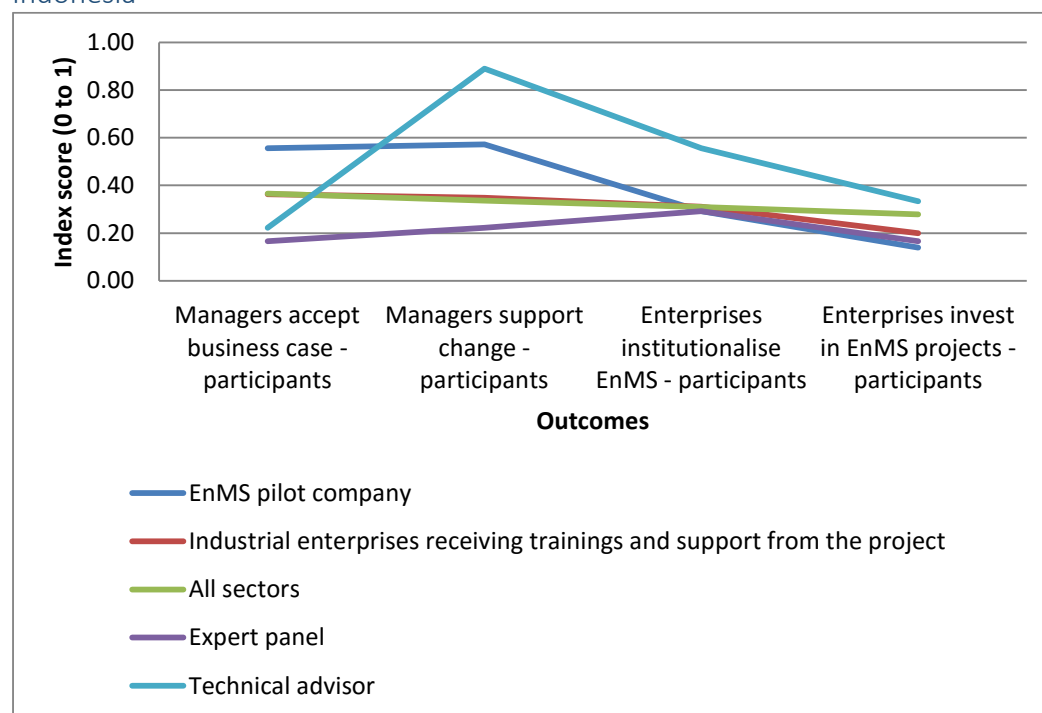 Indonesia
1.00
0.80
0.60
0.40
0.20
0.00
Index score (0 to 1)
Managers accept
business case -
participants
Managers support
change -
participants
Enterprises
institutionalise
EnMS - participants
Enterprises invest
in EnMS projects -
participants
Outcomes
EnMS pilot company
Industrial enterprises receiving trainings and support from the project
All sectors
Expert panel
Technical advisor